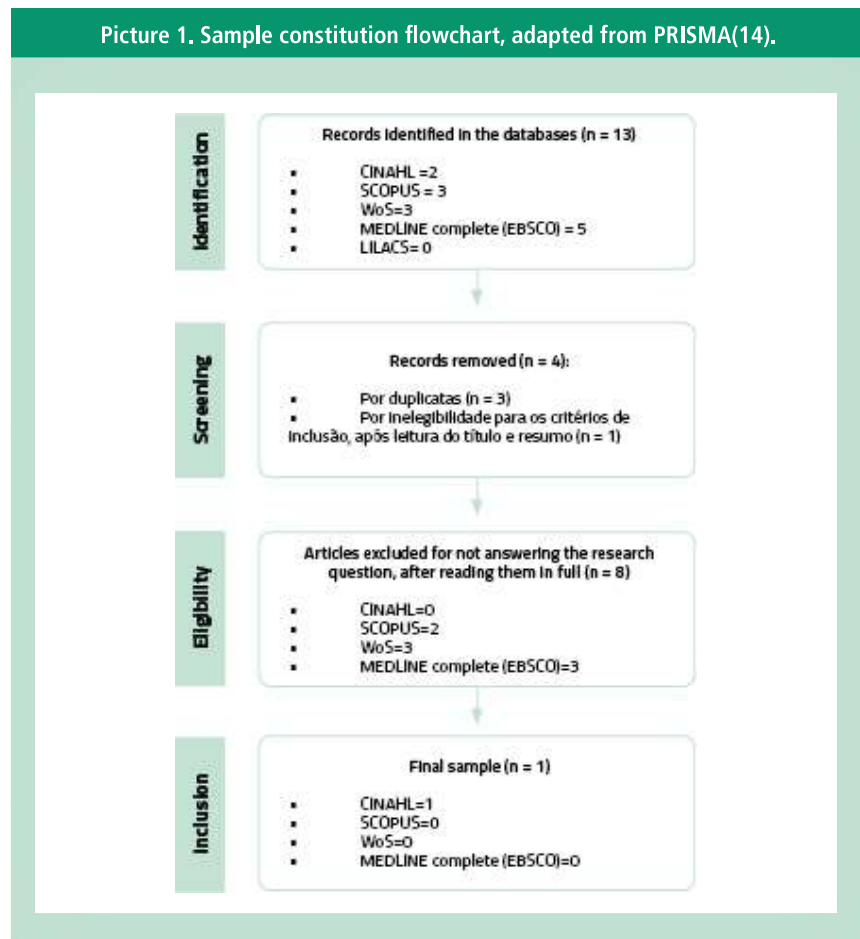 Picture 1. Sample constitution flowchart, adapted from PRISMA(14).
Identification
Records identified in the databases (n = 13)
▪ CINAHL =2
▪ SCOPUS = 3
▪ WoS=3
▪ MEDLINE complete (EBSCO) = 5
▪ LILACS= 0
Screening
Records removed (n = 4):
▪ Por duplicatas (n = 3)
▪ Por inelegibilidade para os critérios de
inclusão, após leitura do título e resumo (n = 1)
Eligibility
Articles excluded for not answering the research
question, after reading them in full (n = 8)
▪ CINAHL=0
▪ SCOPUS=2
▪ WoS=3
▪ MEDLINE complete (EBSCO)=3
Inclusion
Final sample (n = 1)
▪ CINAHL=1
▪ SCOPUS=0
▪ WoS=0
▪ MEDLINE complete (EBSCO)=0